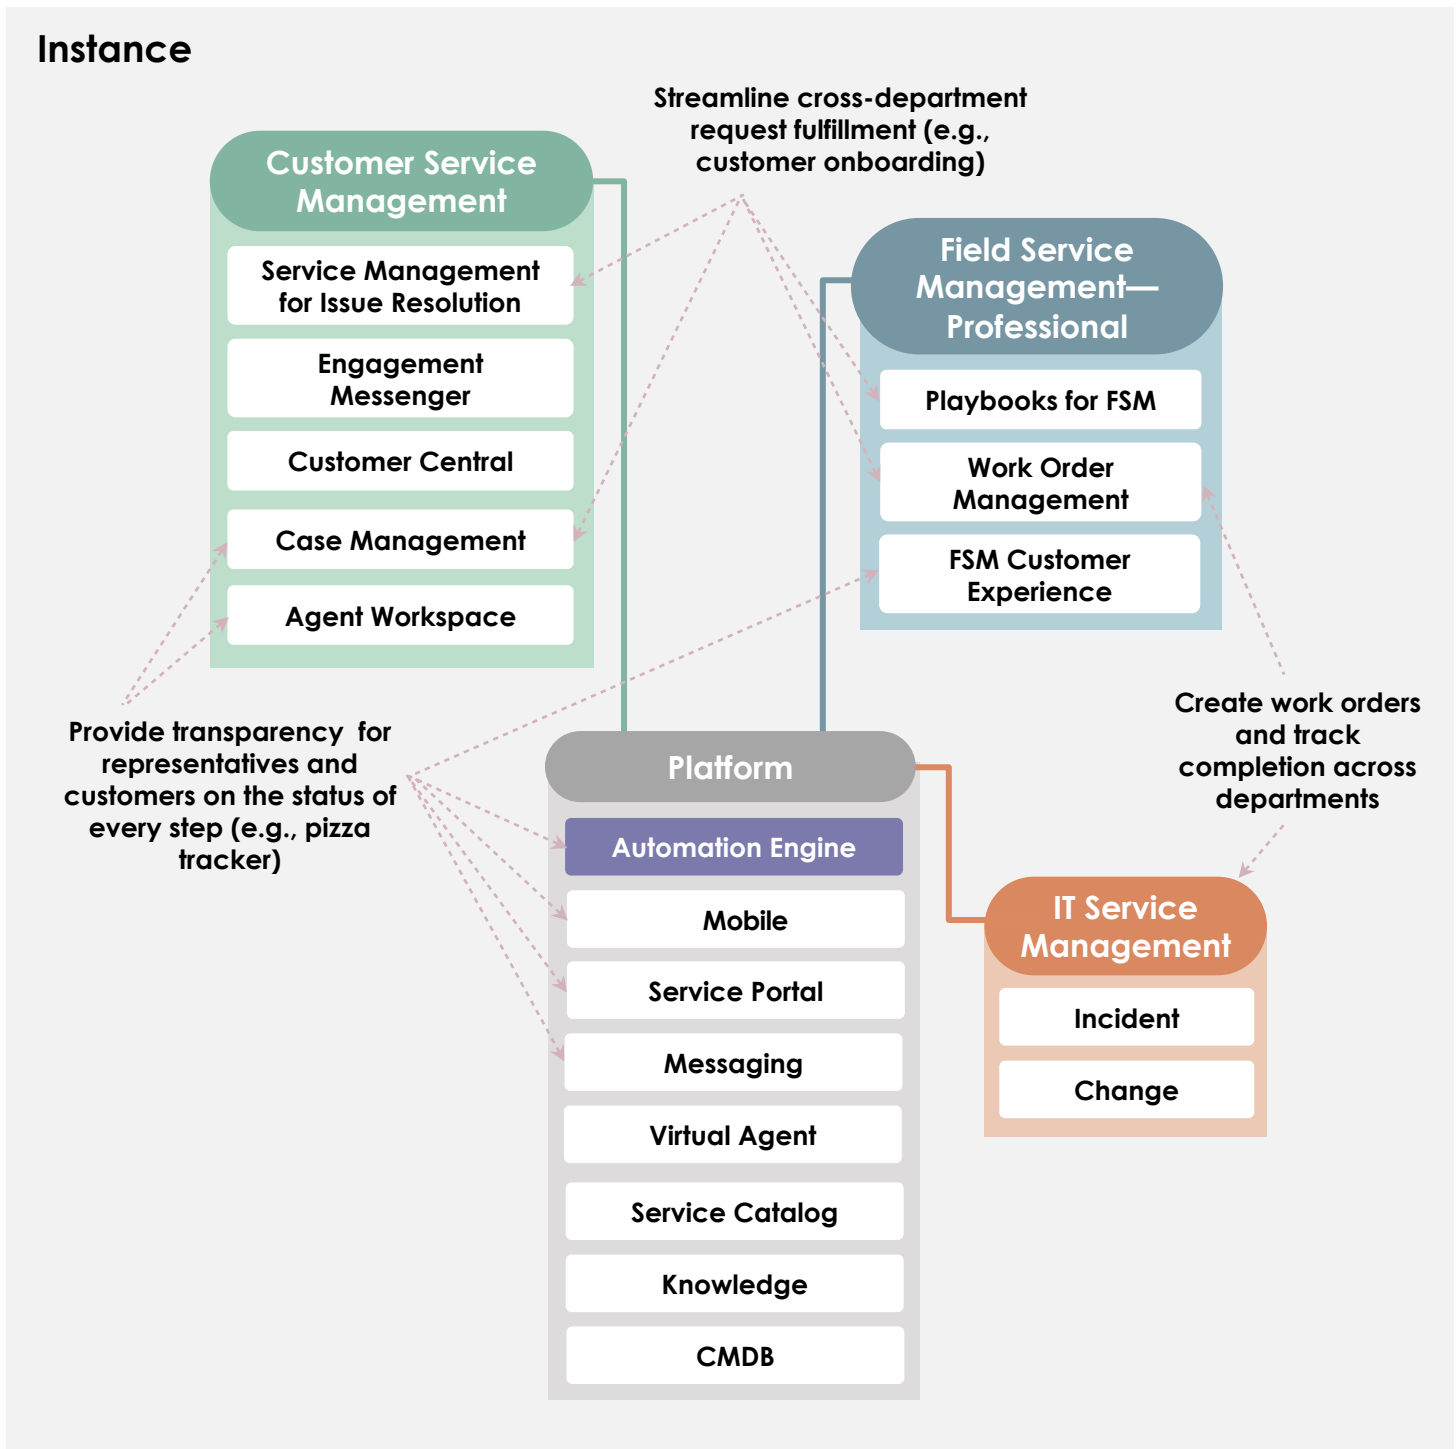 Instance
Streamline cross-department
request fulfillment (e.g.,
customer onboarding)
Customer Service
Management
Service Management
for Issue Resolution
Engagement
Messenger
Customer Central
Case Management
Agent Workspace
Field Service
Management—
Professional
Playbooks for FSM
Work Order
Management
FSM Customer
Experience
Provide transparency  for
representatives and
customers on the status of
every step (e.g., pizza
tracker)
Create work orders
and track
completion across
departments
Platform
Automation Engine
Mobile
Service Portal
Messaging
Virtual Agent
Service Catalog
Knowledge
CMDB
IT Service
Management
Incident
Change